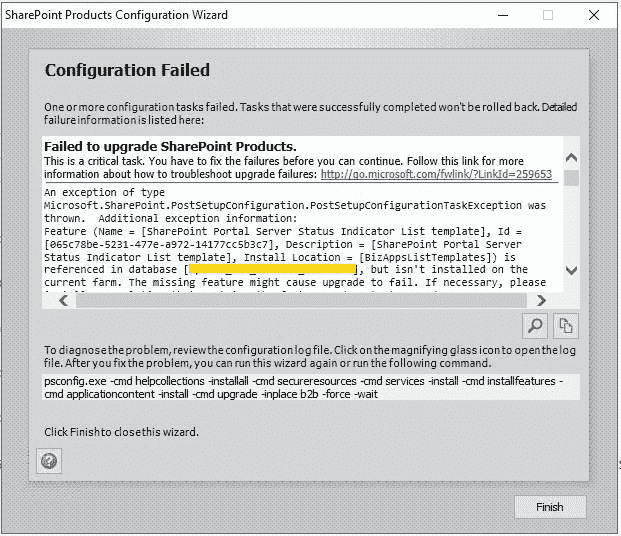 SharePoint Products Configuration Wizard
Configuration Failed
One or more configuration tasks failed. Tasks that were successfully completed won't be rolled back. Detailed
failure information is listed here:
Failed to upgrade SharePoint Products.
This is a critical task. You have to fix the failures before you can continue. Follow this link for more
information about how to troubleshoot upgrade failures: http://go.microsoft.com/fwlink/?LinkId=259653
An exception of type
Microsoft.SharePoint.PostSetupConfiguration.PostSetupConfigurationTaskException was
thrown.  Additional exception information:
Feature (Name = [SharePoint Portal Server Status Indicator List template], Id =
[065c78be-5231-477e-a972-14177cc5b3c7], Description = [SharePoint Portal Server
Status Indicator List template], Install Location = [BizAppsListTemplates]) is
referenced in database [ ], but isn't installed on the
current farm. The missing feature might cause upgrade to fail. If necessary, please
To diagnose the problem, review the configuration log file. Click on the magnifying glass icon to open the log
file. After you fix the problem, you can run this wizard again or run the following command.
psconfig.exe -cmd helpcollections -installall -cmd secureresources -cmd services -install -cmd installfeatures -
cmd applicationcontent -install -cmd upgrade -inplace b2b -force -wait
Click Finish to close this wizard.
Finish